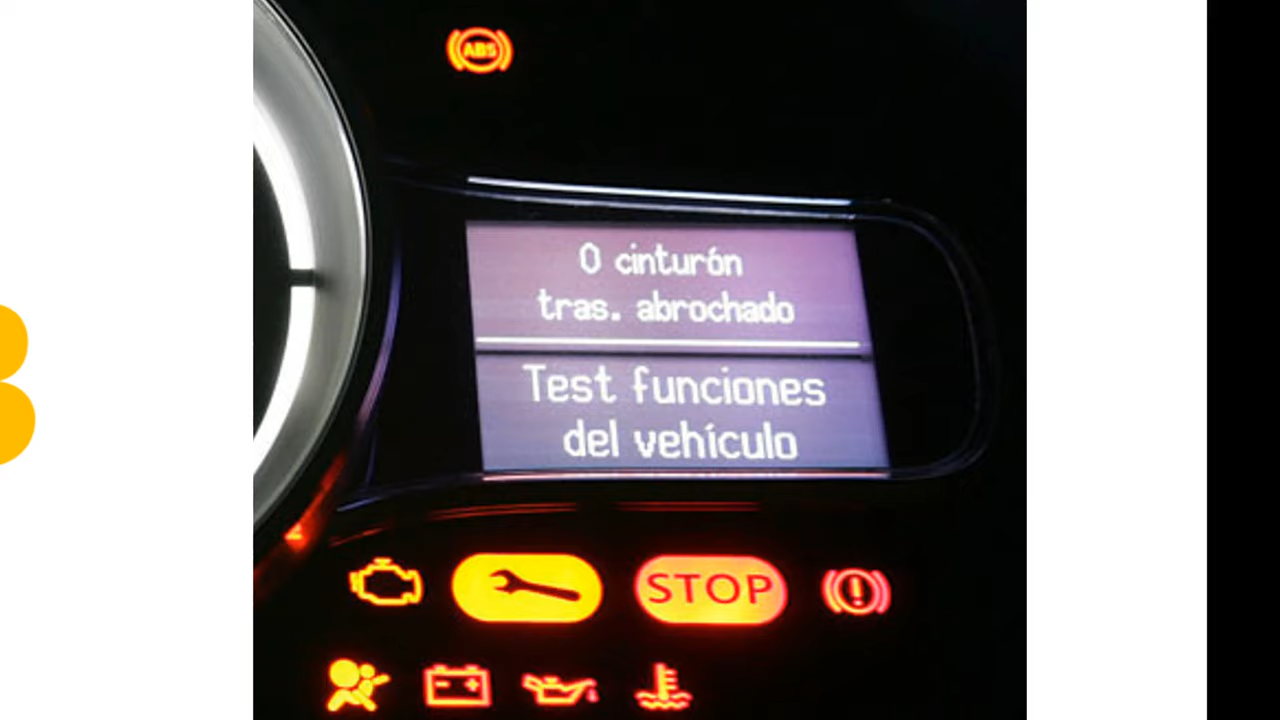 ABS
0 cinturón
tras. abrochado
Test funciones
del vehículo
STOP